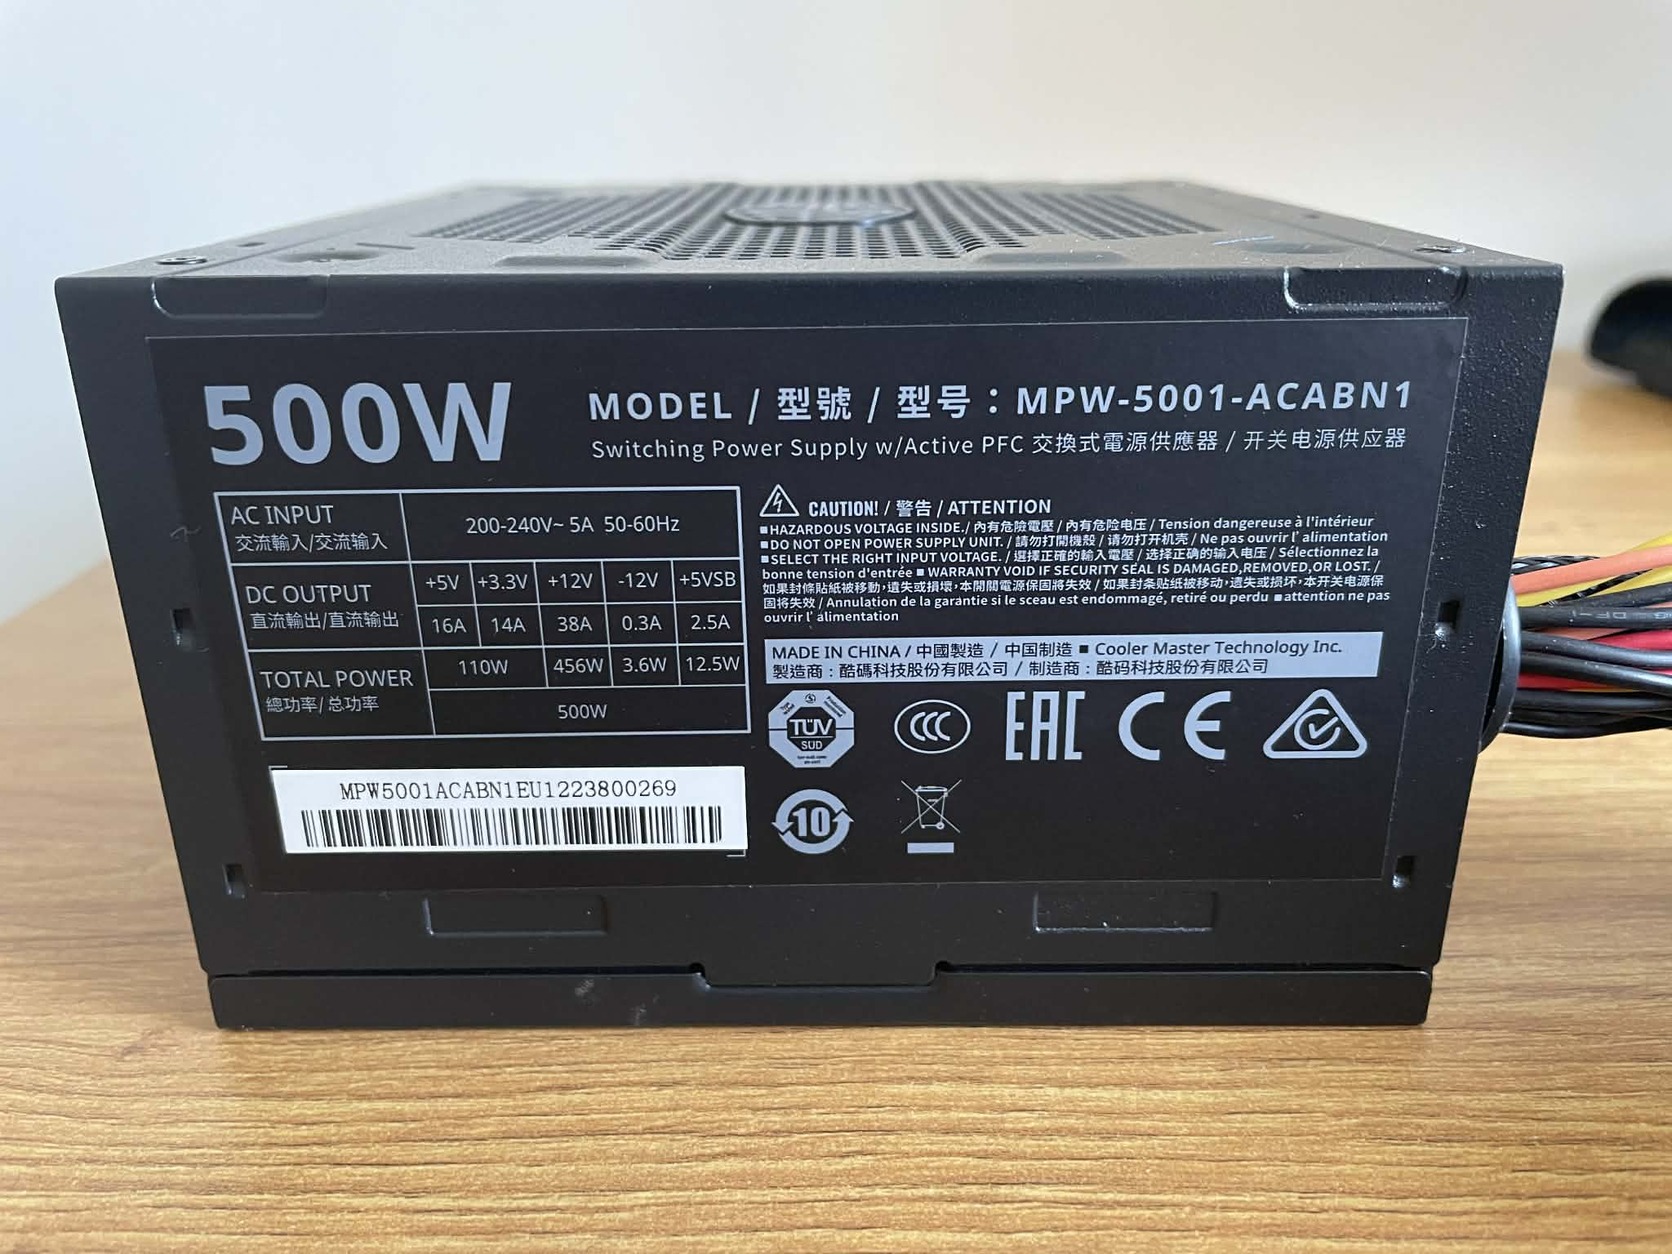 500W
MODEL / 型號 / 型号：MPW-5001-ACABN1
Switching Power Supply w/Active PFC 交換式電源供應器 / 开关电源供应器
AC INPUT 200-240V~ 5A 50-60Hz
交流輸入/交流输入
DC OUTPUT +5V +3.3V +12V -12V +5VSB
直流輸出/直流输出 16A 14A 38A 0.3A 2.5A
TOTAL POWER 110W 456W 3.6W 12.5W
總功率/总功率 500W
MPW5001ACABN1EU1223800269
CAUTION! / 警告 / ATTENTION
■HAZARDOUS VOLTAGE INSIDE./ 內有危險電壓 / 内有危险电压 / Tension dangereuse à l'intérieur
■DO NOT OPEN POWER SUPPLY UNIT. / 請勿打開機殼 / 请勿打开机壳 / Ne pas ouvrir l' alimentation
■SELECT THE RIGHT INPUT VOLTAGE. / 選擇正確的輸入電壓 / 选择正确的输入电压 / Sélectionnez la
bonne tension d'entrée ■ WARRANTY VOID IF SECURITY SEAL IS DAMAGED,REMOVED,OR LOST. /
如果封條貼紙被移動，遺失或損壞，本開關電源保固將失效 / 如果封条贴纸被移动，遗失或损坏，本开关电源保
固将失效 / Annulation de la garantie si le sceau est endommagé, retiré ou perdu ■attention ne pas
ouvrir l' alimentation
MADE IN CHINA / 中國製造 / 中国制造 ■ Cooler Master Technology Inc.
製造商：酷碼科技股份有限公司 / 制造商：酷码科技股份有限公司
TÜV
SUD
CCC
EAC
CE
10